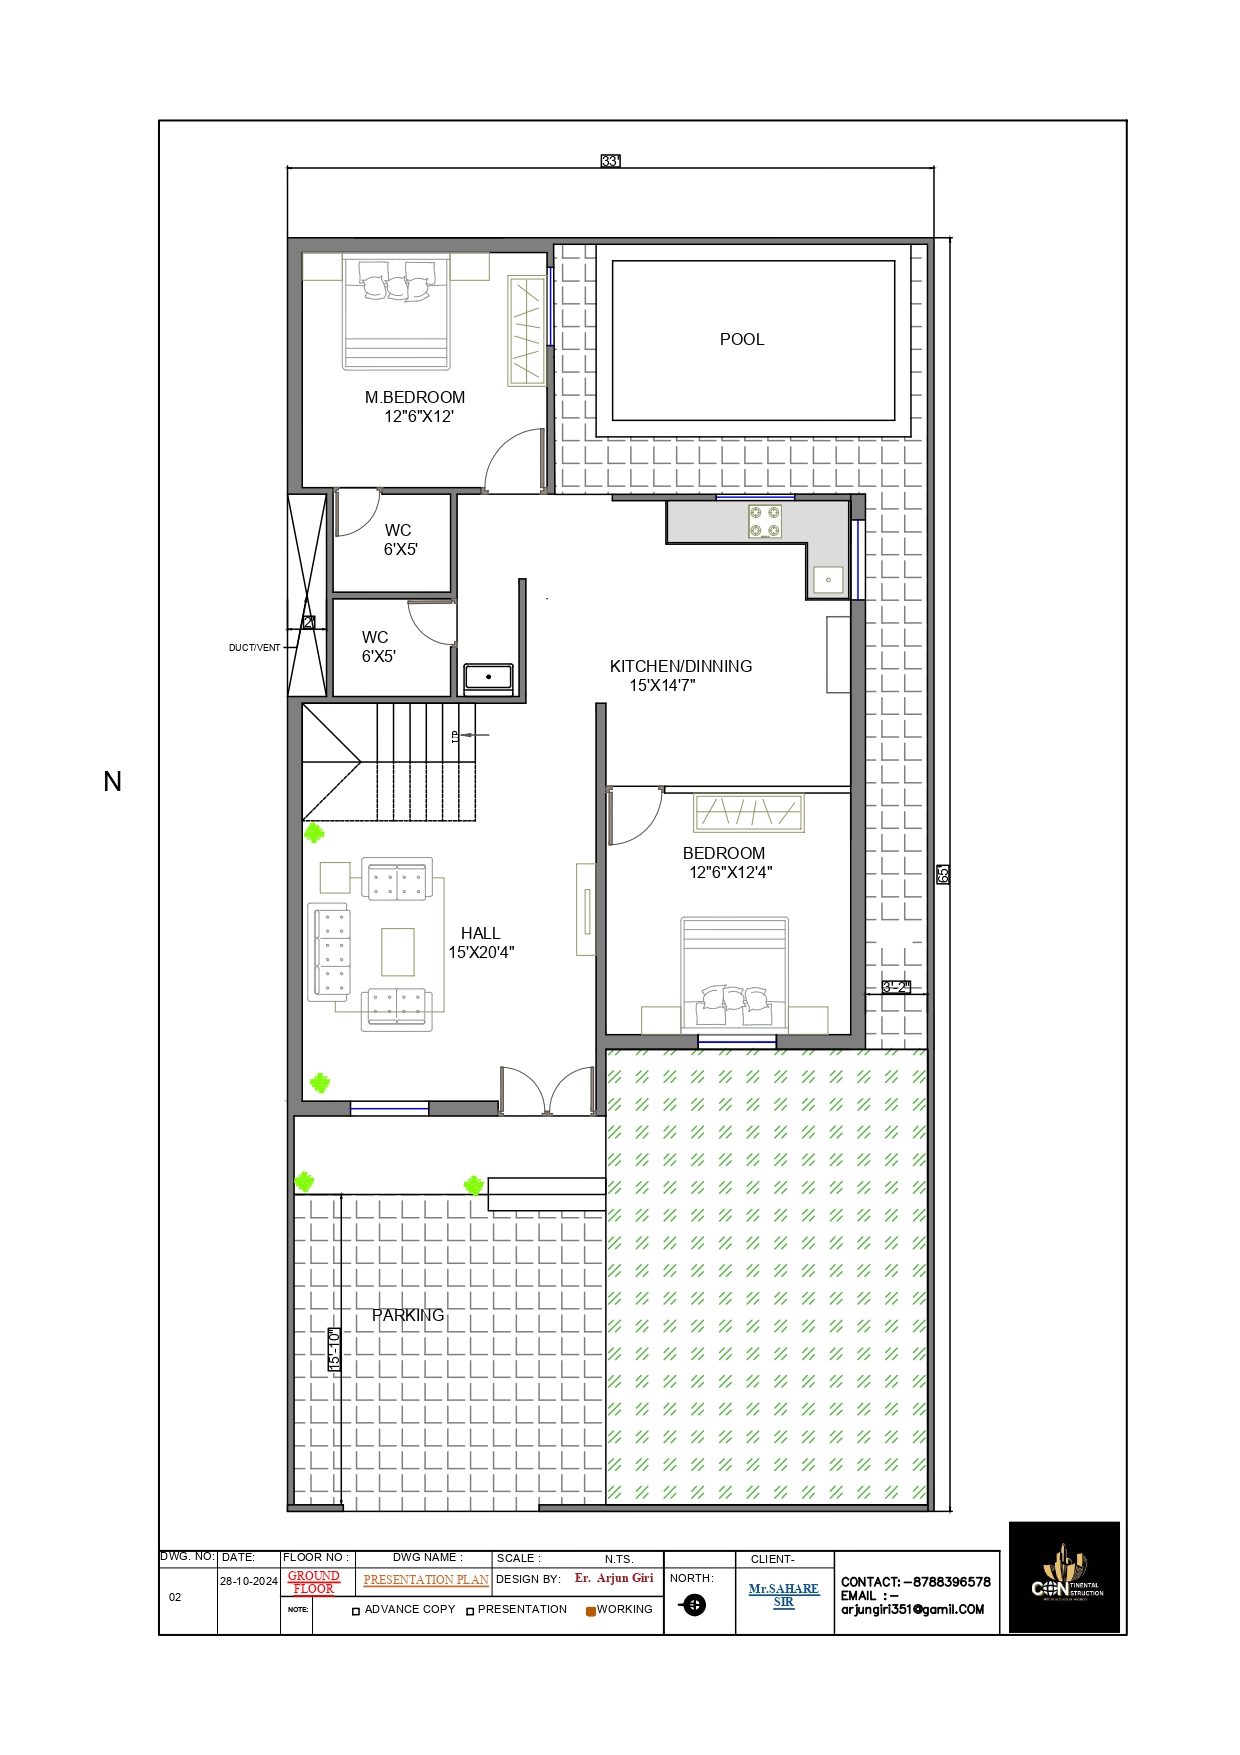 33'
POOL
M.BEDROOM
12"6"X12'
WC
6'X5'
2'
DUCT/VENT
WC
6'X5'
KITCHEN/DINNING
15'X14'7"
UP
N
BEDROOM
12"6"X12'4"
65'
HALL
15'X20'4"
3'-2"
PARKING
15'-10"
DWG. NO:
DATE:
FLOOR NO :
DWG NAME :
SCALE :
N.T.S.
CLIENT-
02
28-10-2024
GROUND
FLOOR
PRESENTATION PLAN
DESIGN BY:
Er. Arjun Giri
NORTH:
Mr.SAHARE
SIR
NOTE:
ADVANCE COPY
PRESENTATION
WORKING
CONTACT:-8788396578
EMAIL :-
arjungiri351@gamil.COM
CON
TINENTAL
STRUCTION